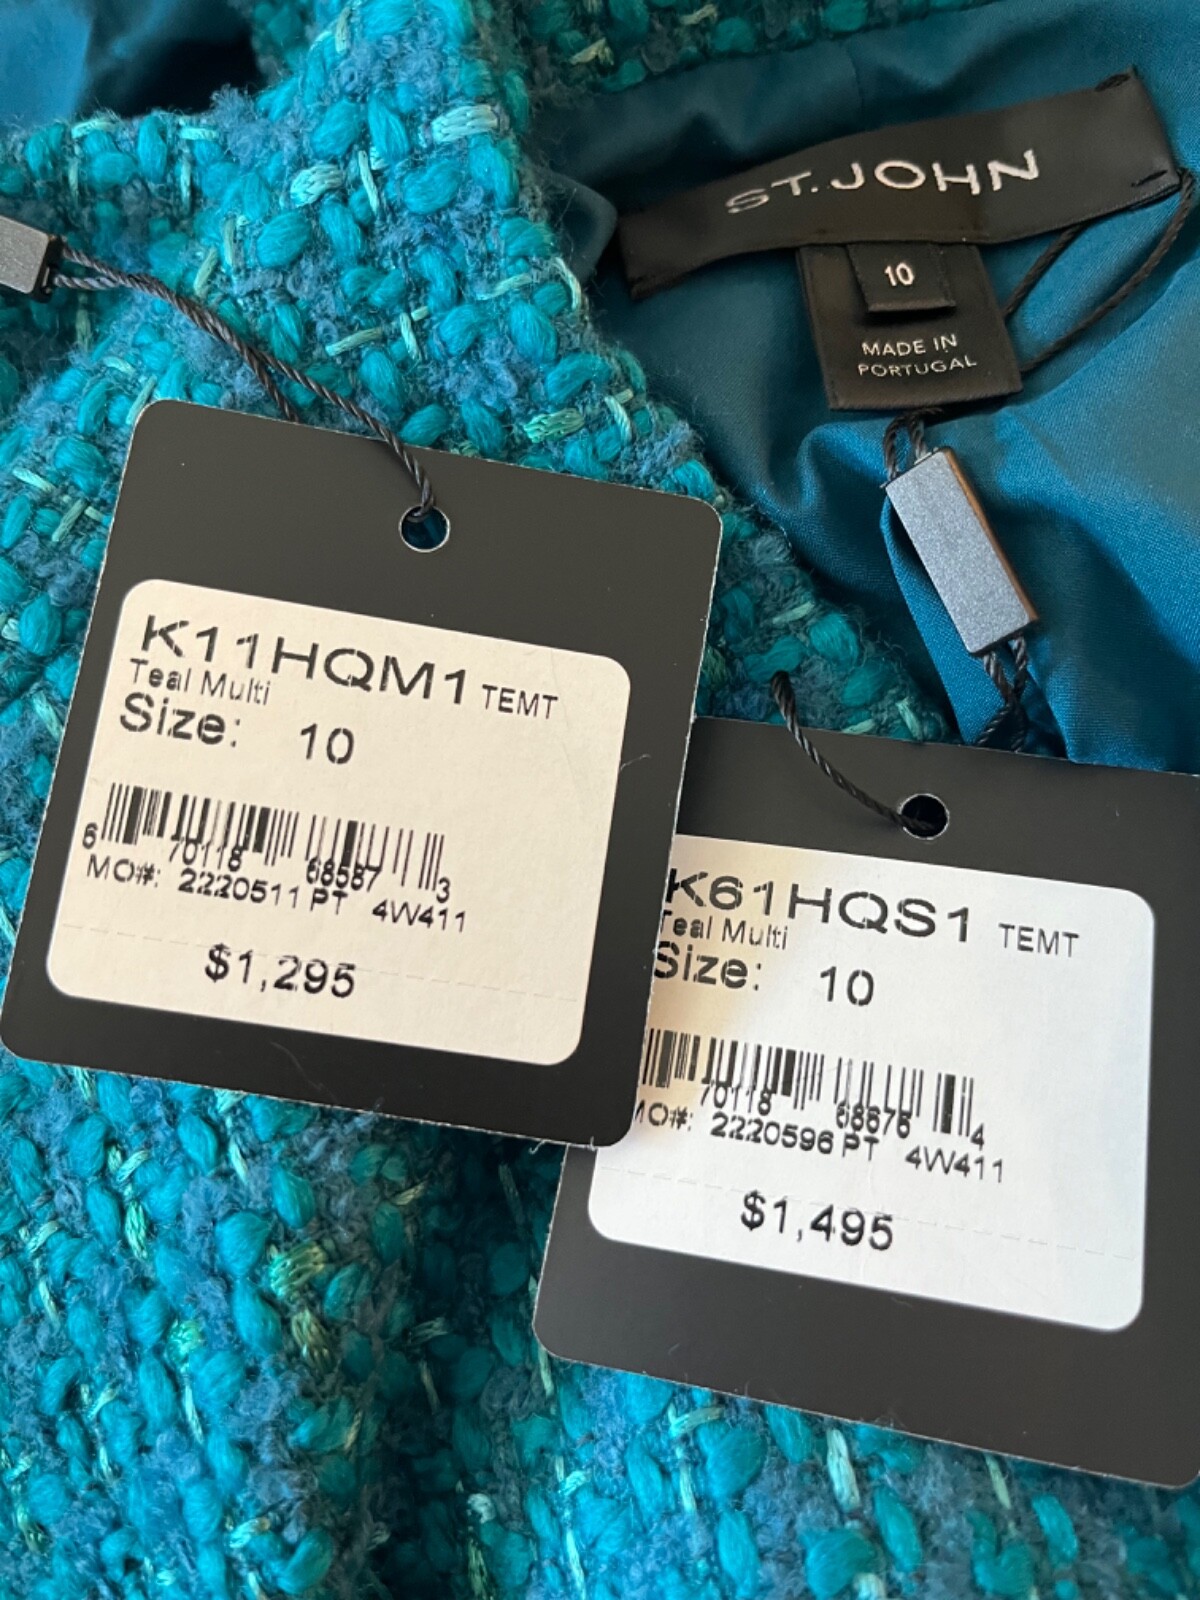 ST. JOHN
10
MADE IN
PORTUGAL
K11HQM1 TEMT
Teal Multi
Size: 10
6 70118 68587 3
MO#: 2220511 PT 4W411
$1,295
K61HQS1 TEMT
Teal Multi
Size: 10
70118 68676 4
MO#: 2220596 PT 4W411
$1,495